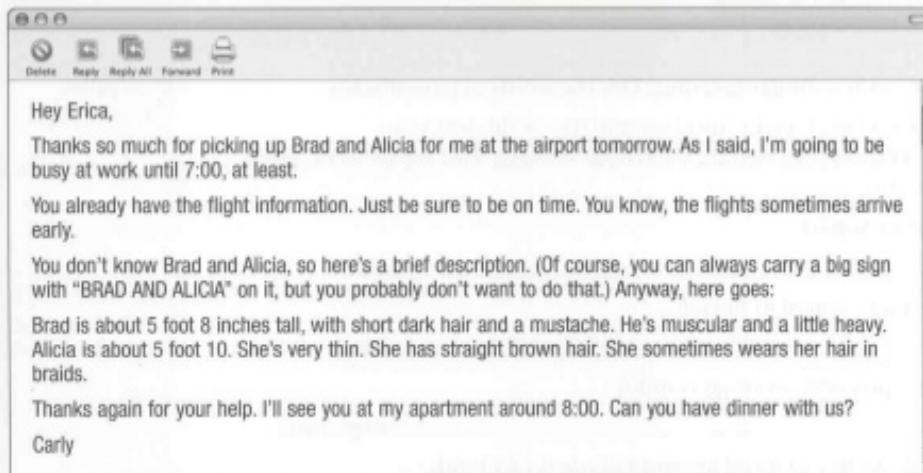 Delete Reply Reply All Forward Print
Hey Erica,
Thanks so much for picking up Brad and Alicia for me at the airport tomorrow. As I said, I'm going to be
busy at work until 7:00, at least.
You already have the flight information. Just be sure to be on time. You know, the flights sometimes arrive
early.
You don't know Brad and Alicia, so here's a brief description. (Of course, you can always carry a big sign
with "BRAD AND ALICIA" on it, but you probably don't want to do that.) Anyway, here goes:
Brad is about 5 foot 8 inches tall, with short dark hair and a mustache. He's muscular and a little heavy.
Alicia is about 5 foot 10. She's very thin. She has straight brown hair. She sometimes wears her hair in
braids.
Thanks again for your help. I'll see you at my apartment around 8:00. Can you have dinner with us?
Carly